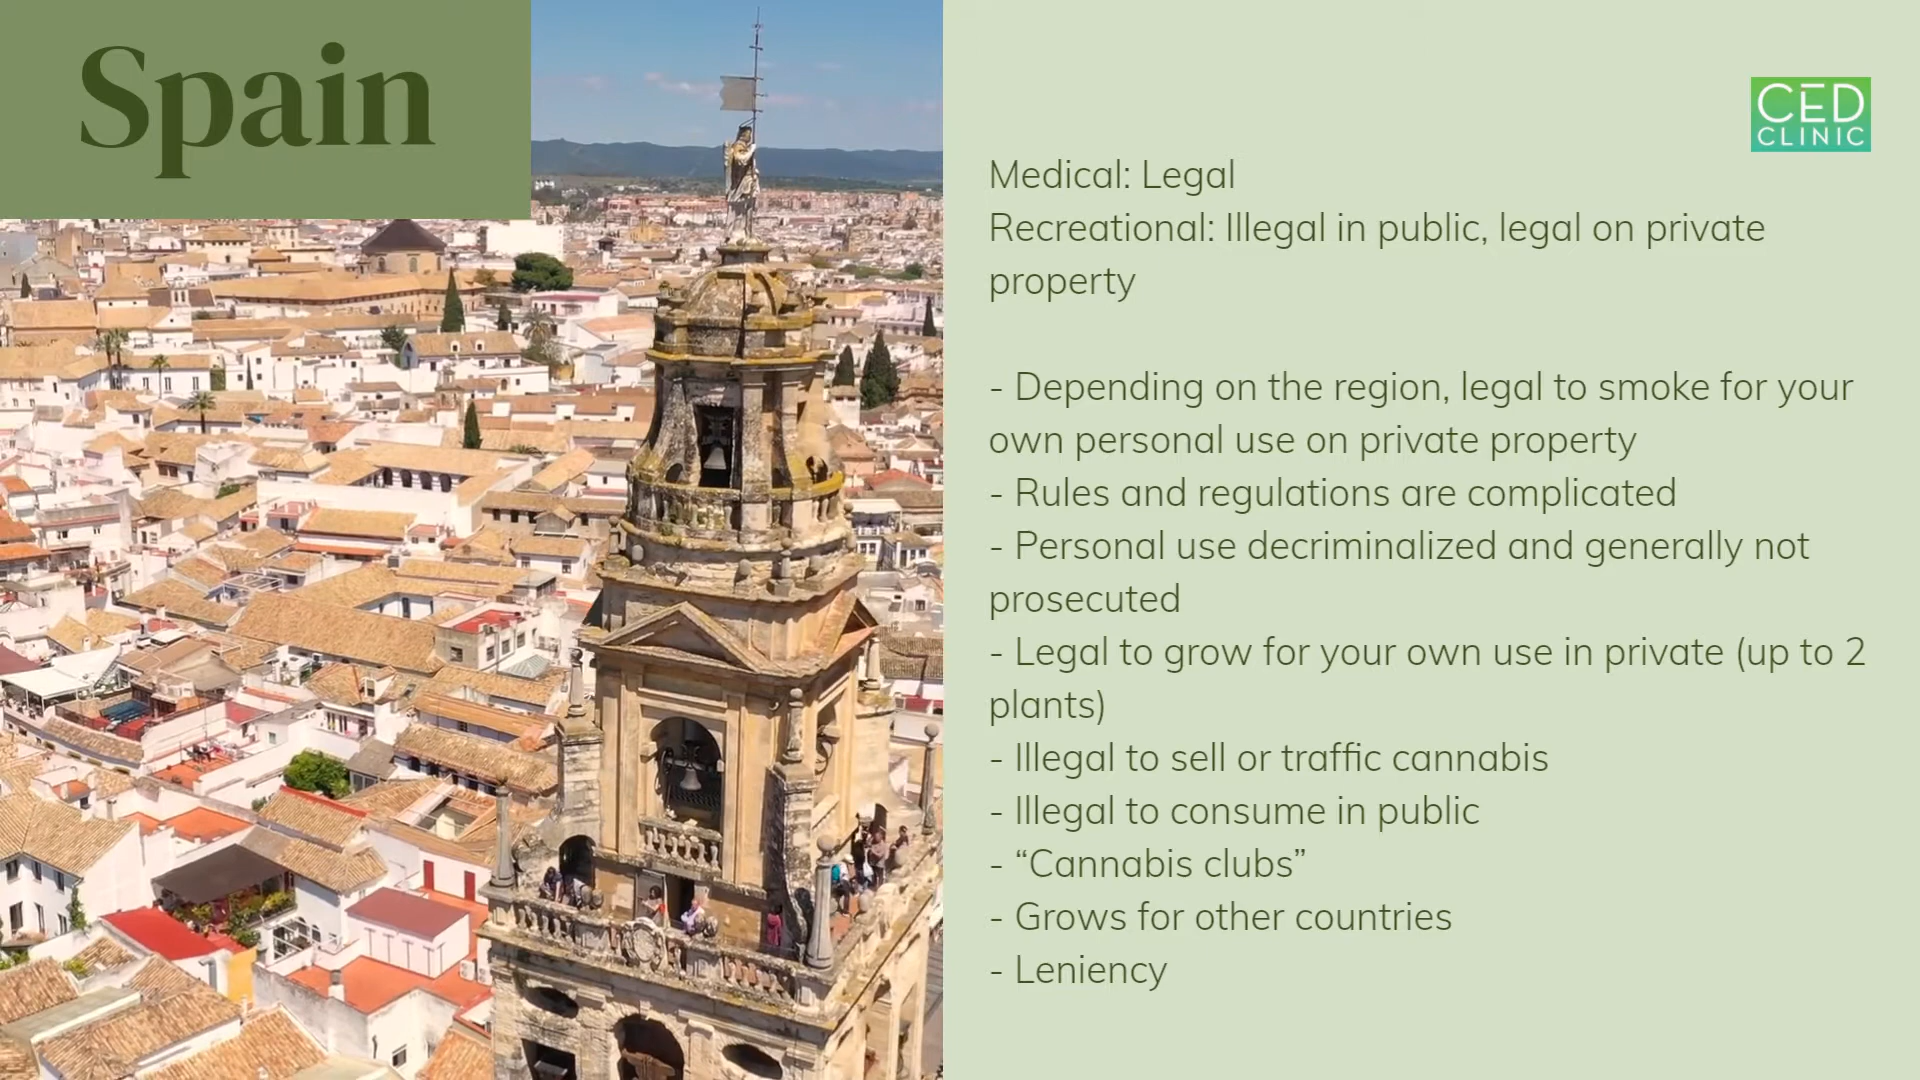 Spain
CED
CLINIC
Medical: Legal
Recreational: Illegal in public, legal on private
property
- Depending on the region, legal to smoke for your
own personal use on private property
- Rules and regulations are complicated
- Personal use decriminalized and generally not
prosecuted
- Legal to grow for your own use in private (up to 2
plants)
- Illegal to sell or traffic cannabis
- Illegal to consume in public
- “Cannabis clubs”
- Grows for other countries
- Leniency